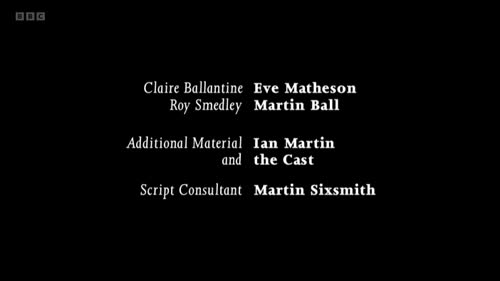 BBC
Claire Ballantine Eve Matheson
Roy Smedley Martin Ball
Additional Material Ian Martin
and the Cast
Script Consultant Martin Sixsmith